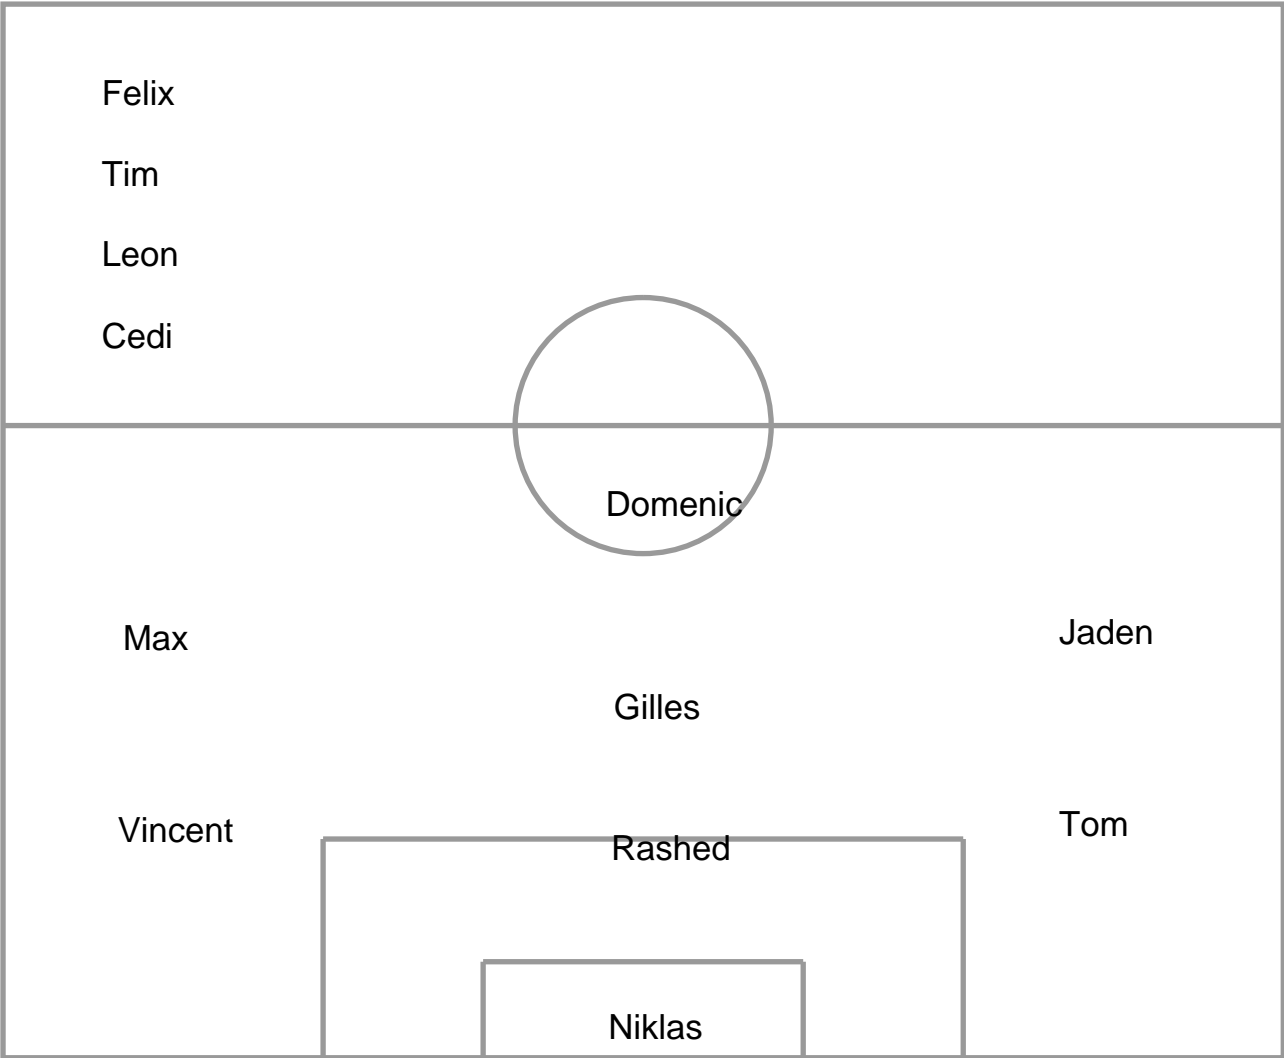 Felix
Tim
Leon
Cedi
Domenic
Max
Jaden
Gilles
Vincent
Tom
Rashed
Niklas